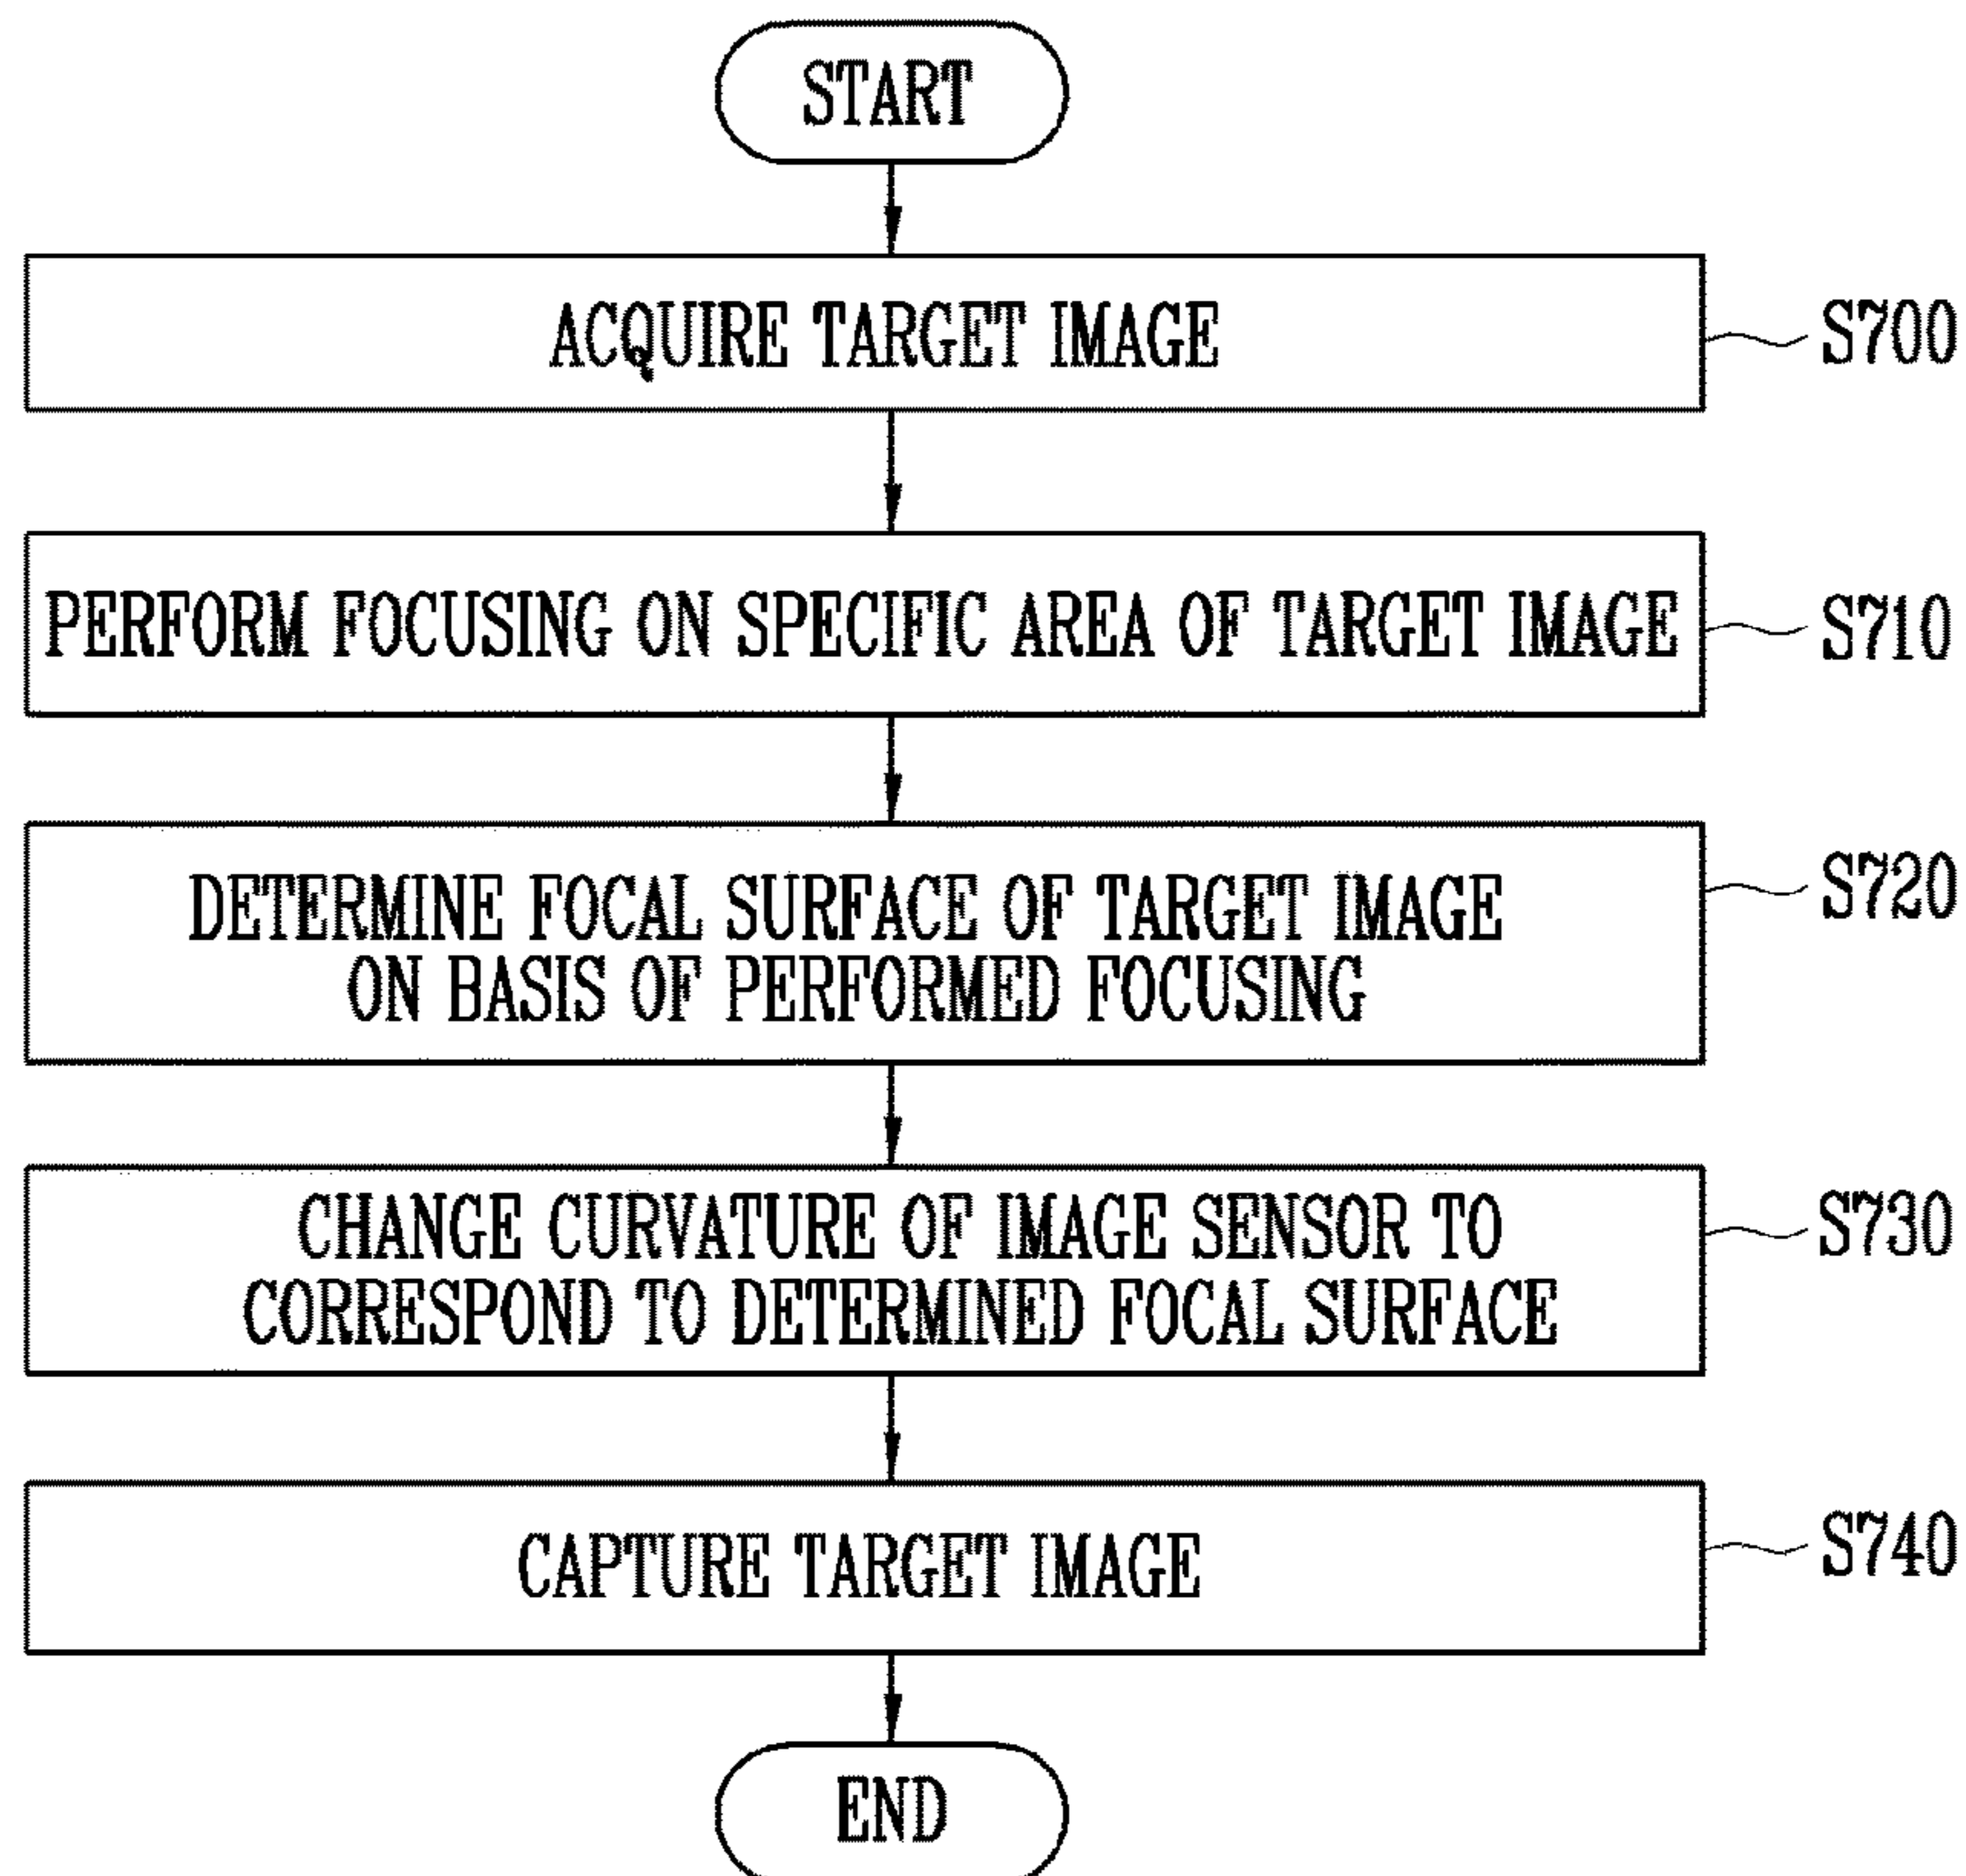 START
ACQUIRE TARGET IMAGE
S700
PERFORM FOCUSING ON SPECIFIC AREA OF TARGET IMAGE
S710
DETERMINE FOCAL SURFACE OF TARGET IMAGE
ON BASIS OF PERFORMED FOCUSING
S720
CHANGE CURVATURE OF IMAGE SENSOR TO
CORRESPOND TO DETERMINED FOCAL SURFACE
S730
CAPTURE TARGET IMAGE
S740
END